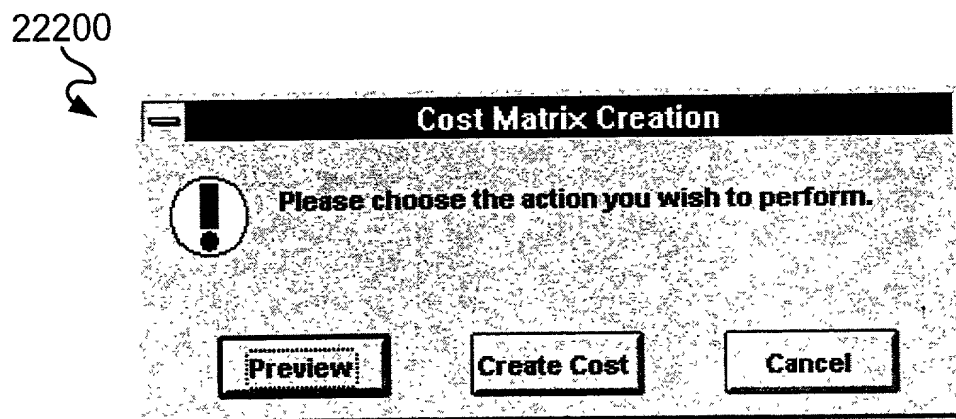 22200
Cost Matrix Creation
Please choose the action you wish to perform.
Preview Create Cost Cancel